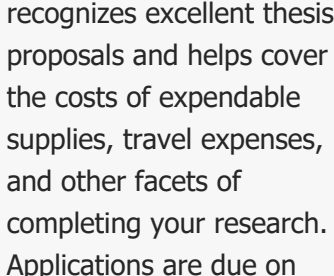 recognizes excellent thesis
proposals and helps cover
the costs of expendable
supplies, travel expenses,
and other facets of
completing your research.
Applications are due on